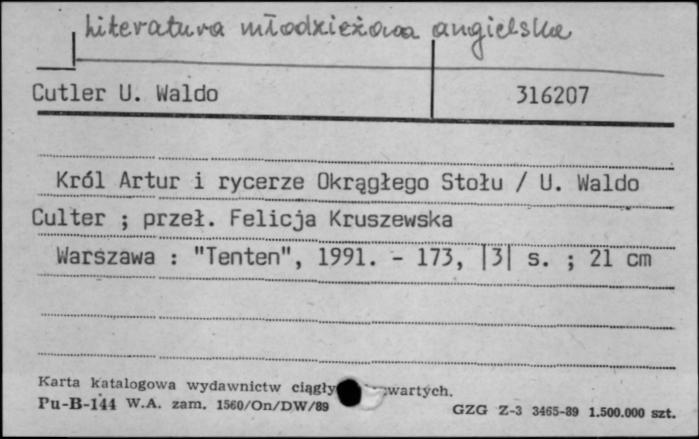 Literatura młodzieżowa angielska
Cutler U. Waldo 316207
Król Artur i rycerze Okrągłego Stołu / U. Waldo
Culter ; przeł. Felicja Kruszewska
Warszawa : "Tenten", 1991. - 173, |3| s. ; 21 cm
Karta katalogowa wydawnictw ciągły wartych.
Pu-B-144 W.A. zam. 1560/On/DW/89
GZG Z-3 3465-89 1.500.000 szt.